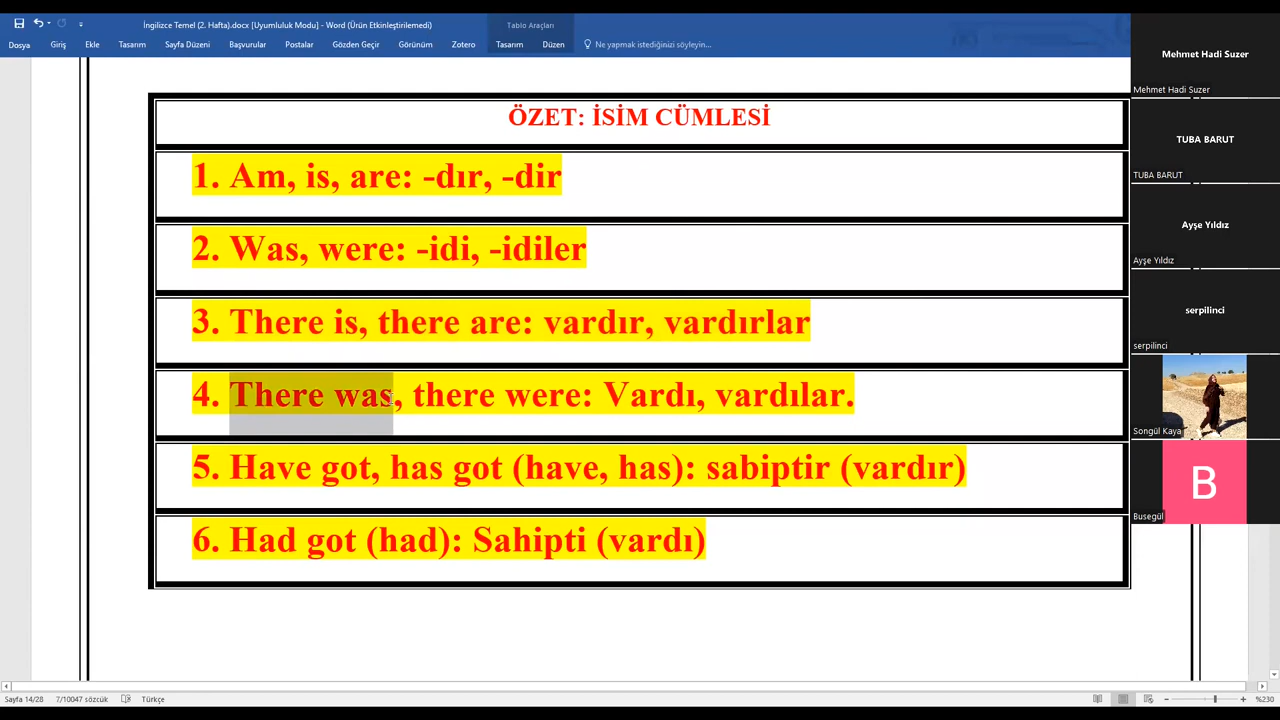 İngilizce Temel (2. Hafta).docx [Uyumluluk Modu] - Word (Ürün Etkinleştirilemedi)
Tablo Araçları
Dosya Giriş Ekle Tasarım Sayfa Düzeni Başvurular Postalar Gözden Geçir Görünüm Zotero Tasarım Düzen Ne yapmak istediğinizi söyleyin...
ÖZET: İSİM CÜMLESİ
1. Am, is, are: -dır, -dir
2. Was, were: -idi, -idiler
3. There is, there are: vardır, vardırlar
4. There was, there were: Vardı, vardılar.
5. Have got, has got (have, has): sabiptir (vardır)
6. Had got (had): Sahipti (vardı)
Mehmet Hadi Suzer
Mehmet Hadi Suzer
TUBA BARUT
TUBA BARUT
Ayşe Yıldız
Ayşe Yıldız
serpilinci
serpilinci
Songül Kaya
B
Busegül
Sayfa 14/28 7/10047 sözcük Türkçe %230